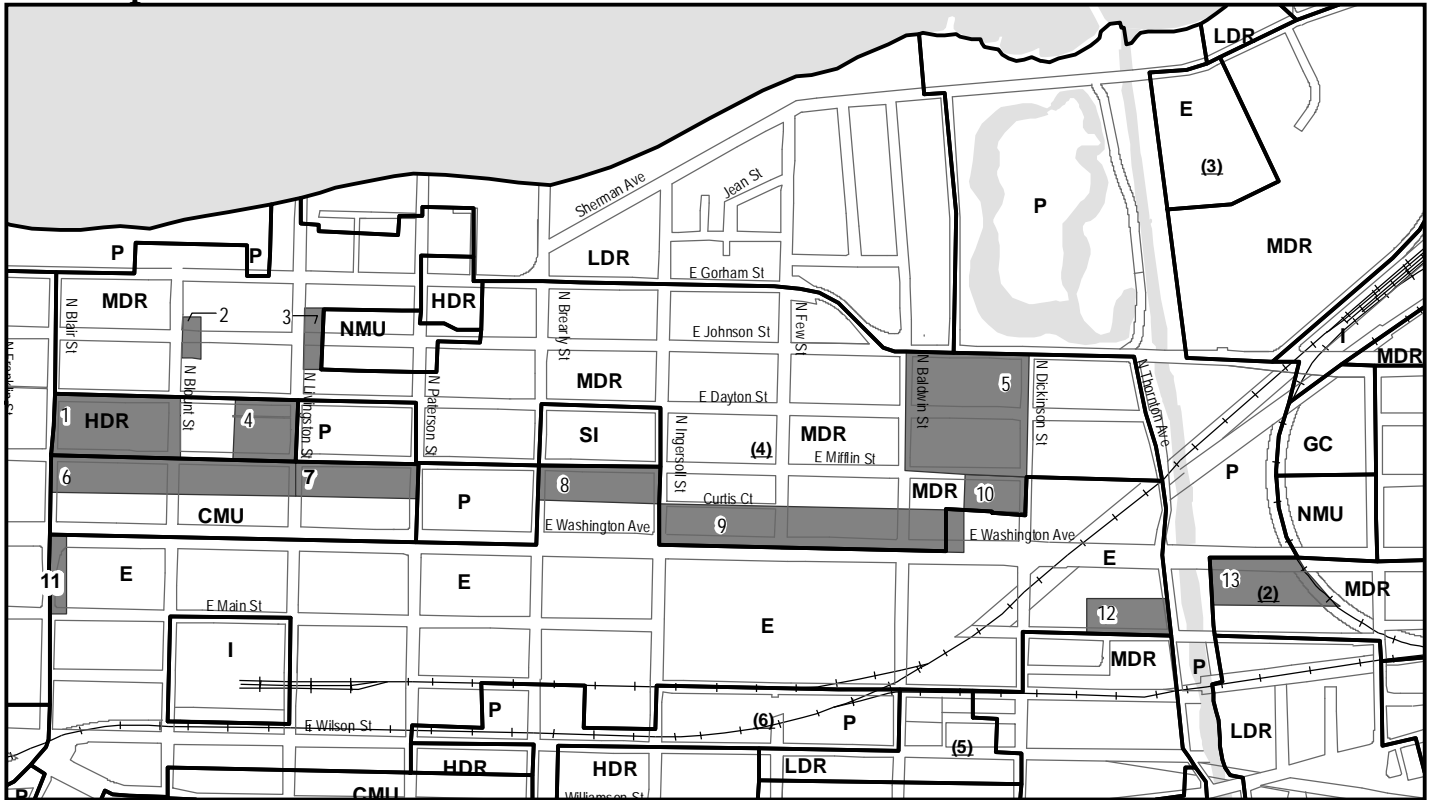 LDR
E
(3)
P
MDR
Sherman Ave
Jean St
P
P
LDR
E Gorham St
MDR
N Blair St
2
3
NMU
HDR
N Brearly St
E Johnson St
N Few St
I
MDR
N Blount St
N Livingston St
N Paterson St
MDR
E Dayton St
N Baldwin St
5
N Dickinson St
N Thornton Ave
1
HDR
4
P
SI
N Ingersoll St
(4)
MDR
E Mifflin St
GC
P
6
7
8
P
Curtis Ct
MDR
10
NMU
CMU
E Washington Ave
9
E Washington Ave
11
E
E
E
13
(2)
MDR
E Main St
12
E
I
MDR
P
P
E Wilson St
(6)
P
(5)
LDR
HDR
HDR
LDR
P
CMU
Williamson St